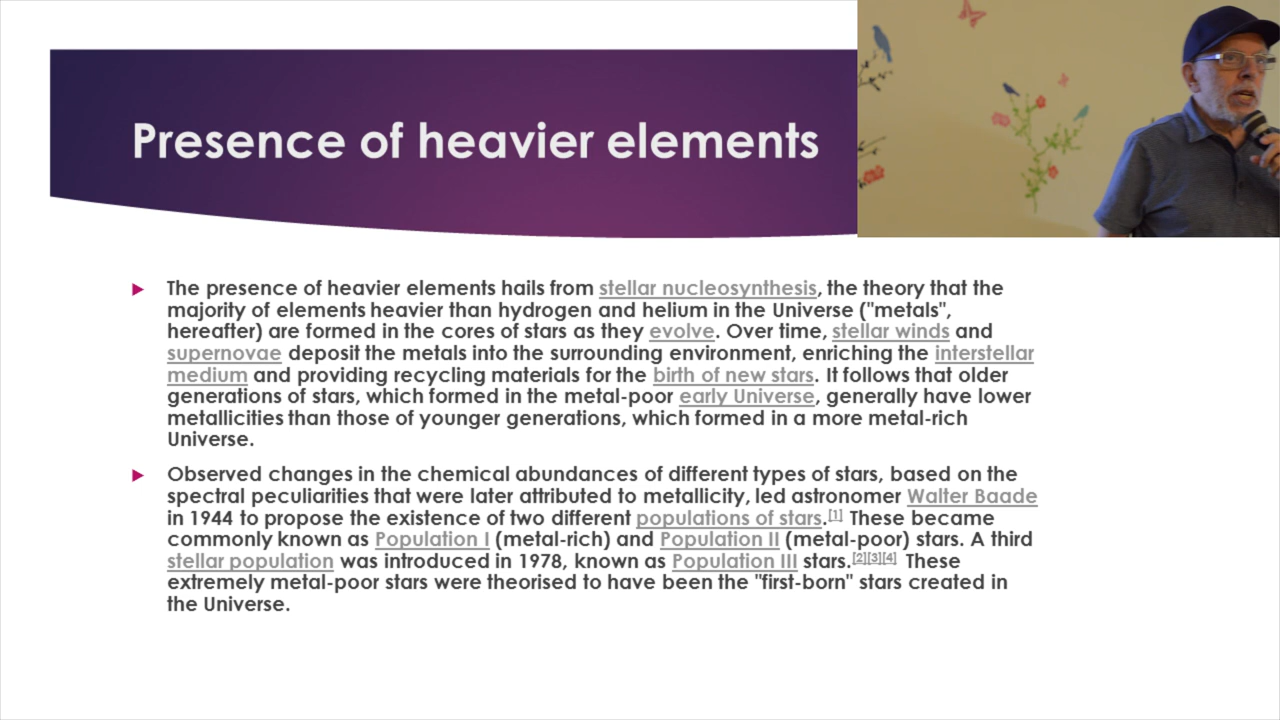 Presence of heavier elements
The presence of heavier elements hails from stellar nucleosynthesis, the theory that the
majority of elements heavier than hydrogen and helium in the Universe ("metals",
hereafter) are formed in the cores of stars as they evolve. Over time, stellar winds and
supernovae deposit the metals into the surrounding environment, enriching the interstellar
medium and providing recycling materials for the birth of new stars. It follows that older
generations of stars, which formed in the metal-poor early Universe, generally have lower
metallicities than those of younger generations, which formed in a more metal-rich
Universe.
Observed changes in the chemical abundances of different types of stars, based on the
spectral peculiarities that were later attributed to metallicity, led astronomer Walter Baade
in 1944 to propose the existence of two different populations of stars.[1] These became
commonly known as Population I (metal-rich) and Population II (metal-poor) stars. A third
stellar population was introduced in 1978, known as Population III stars.[2][3][4] These
extremely metal-poor stars were theorised to have been the "first-born" stars created in
the Universe.